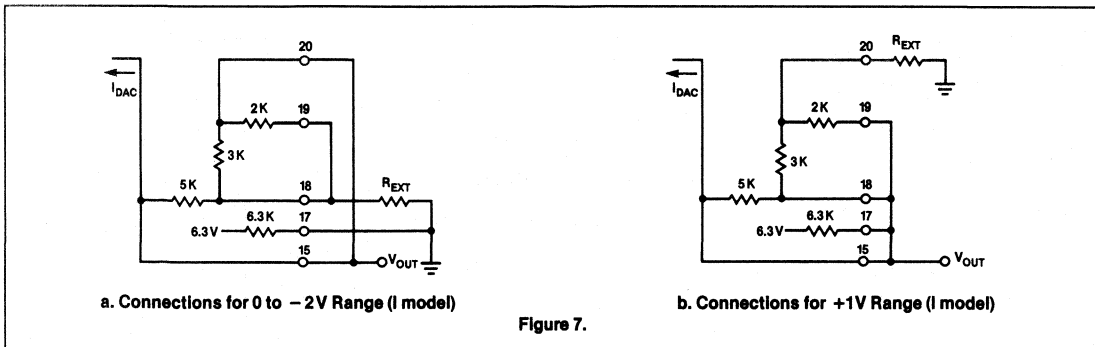 20
I_DAC
2K
19
3K
5K
18
R_EXT
6.3K
17
6.3V
15
V_OUT
a. Connections for 0 to – 2V Range (I model)
20
R_EXT
I_DAC
2K
19
3K
5K
18
6.3K
17
6.3V
15
V_OUT
b. Connections for +1V Range (I model)
Figure 7.